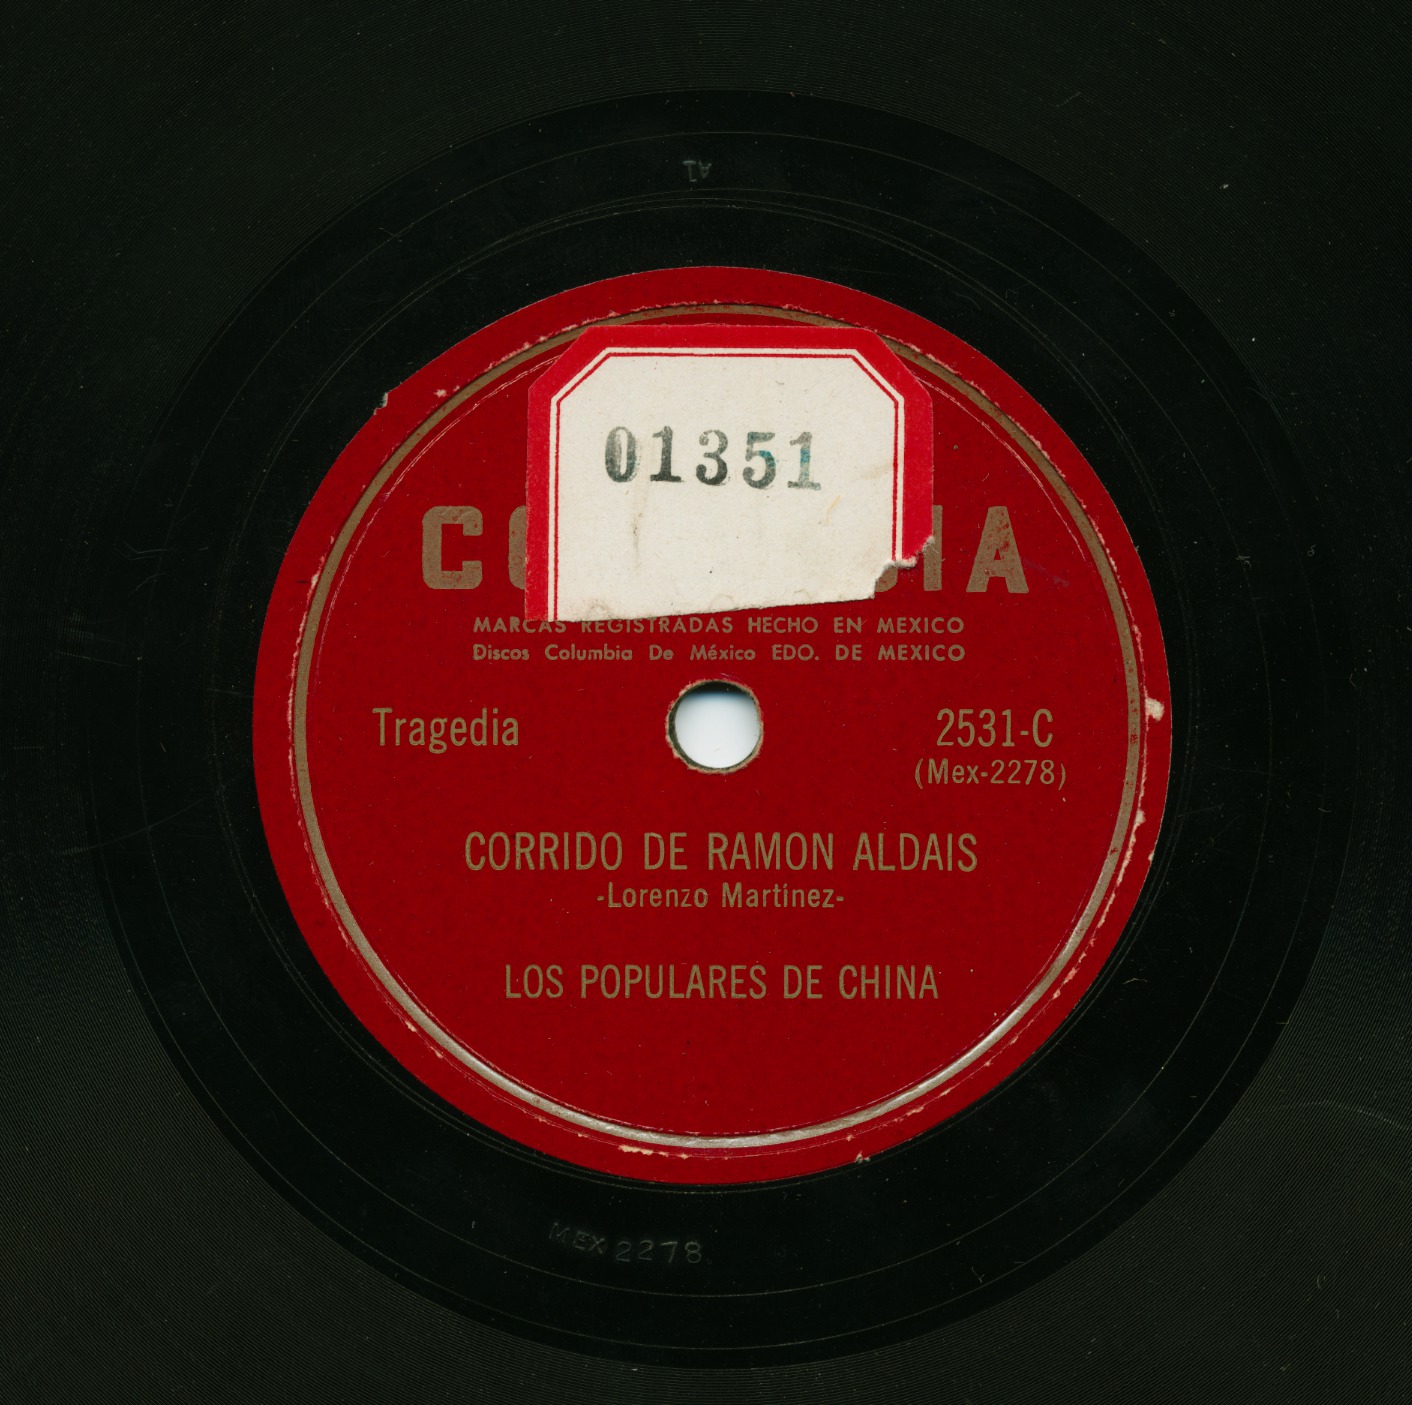 A1
01351
MARCAS REGISTRADAS HECHO EN MEXICO
Discos Columbia De México EDO. DE MEXICO
Tragedia
2531-C
(Mex-2278)
CORRIDO DE RAMON ALDAIS
-Lorenzo Martínez-
LOS POPULARES DE CHINA
MEX 2278